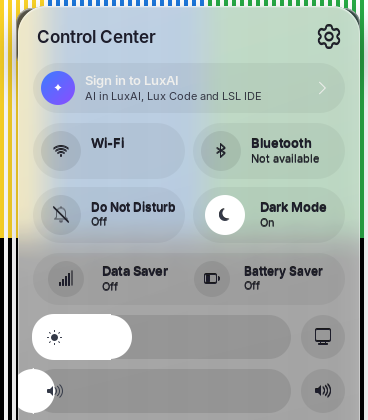 Control Center
Sign in to LuxAI
AI in LuxAI, Lux Code and LSL IDE
Wi-Fi
Bluetooth
Not available
Do Not Disturb
Off
Dark Mode
On
Data Saver
Off
Battery Saver
Off